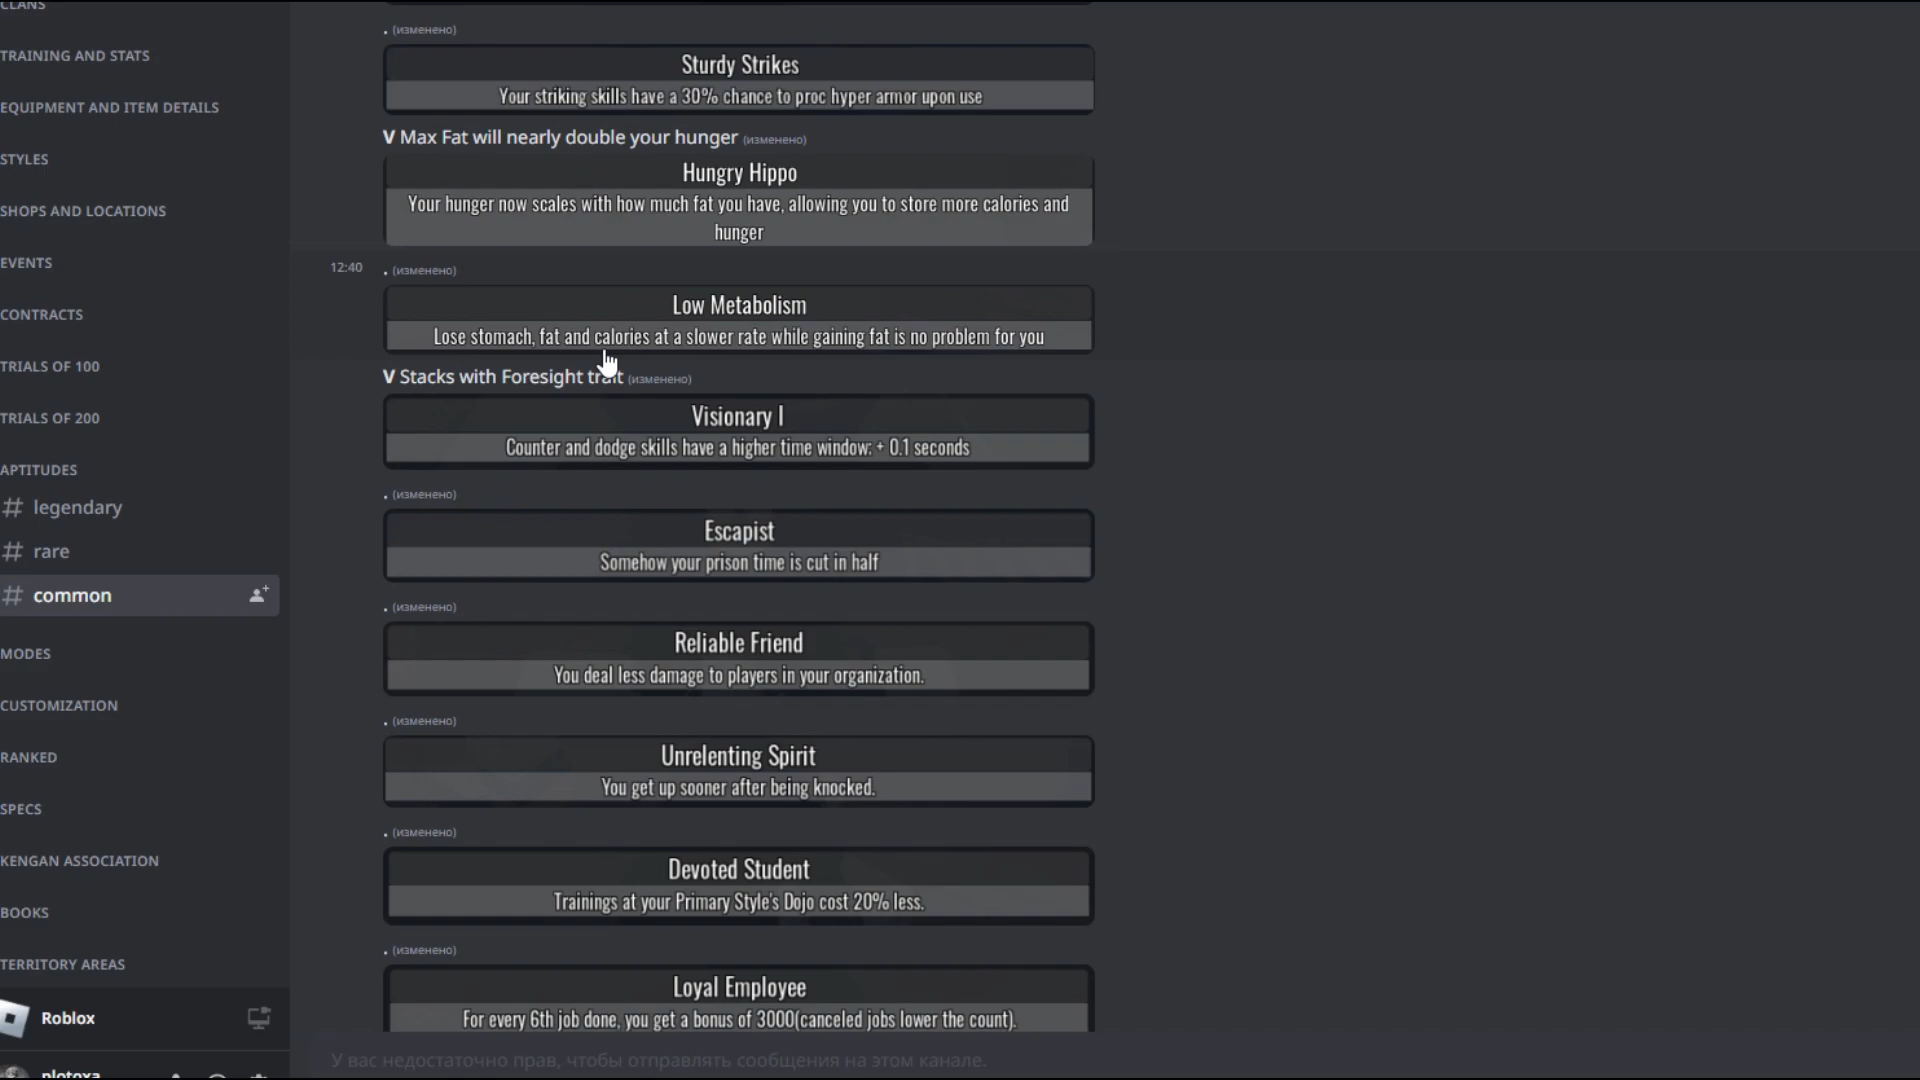 CLANS
TRAINING AND STATS
EQUIPMENT AND ITEM DETAILS
STYLES
SHOPS AND LOCATIONS
EVENTS
CONTRACTS
TRIALS OF 100
TRIALS OF 200
APTITUDES
# legendary
# rare
# common
MODES
CUSTOMIZATION
RANKED
SPECS
KENGAN ASSOCIATION
BOOKS
TERRITORY AREAS
Roblox
plotoxa
. (изменено)
Sturdy Strikes
Your striking skills have a 30% chance to proc hyper armor upon use
V Max Fat will nearly double your hunger (изменено)
Hungry Hippo
Your hunger now scales with how much fat you have, allowing you to store more calories and
hunger
12:40 . (изменено)
Low Metabolism
Lose stomach, fat and calories at a slower rate while gaining fat is no problem for you
V Stacks with Foresight trait (изменено)
Visionary I
Counter and dodge skills have a higher time window: + 0.1 seconds
. (изменено)
Escapist
Somehow your prison time is cut in half
. (изменено)
Reliable Friend
You deal less damage to players in your organization.
. (изменено)
Unrelenting Spirit
You get up sooner after being knocked.
. (изменено)
Devoted Student
Trainings at your Primary Style's Dojo cost 20% less.
. (изменено)
Loyal Employee
For every 6th job done, you get a bonus of 3000(canceled jobs lower the count).
У вас недостаточно прав, чтобы отправлять сообщения на этом канале.